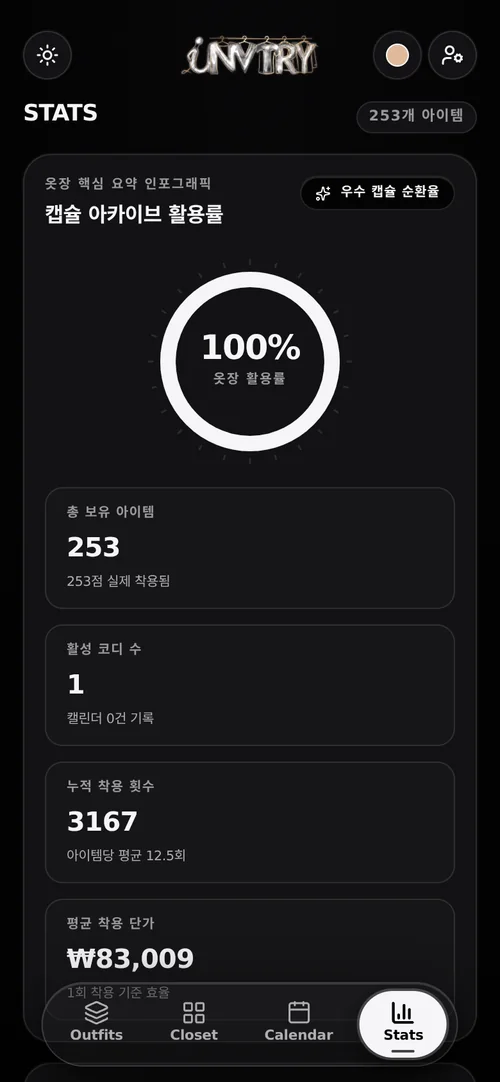 iNVTRY
STATS
253개 아이템
옷장 핵심 요약 인포그래픽
캡슐 아카이브 활용률
우수 캡슐 순환율
100%
옷장 활용률
총 보유 아이템
253
253점 실제 착용됨
활성 코디 수
1
캘린더 0건 기록
누적 착용 횟수
3167
아이템당 평균 12.5회
평균 착용 단가
₩83,009
1회 착용 기준 효율
Outfits
Closet
Calendar
Stats